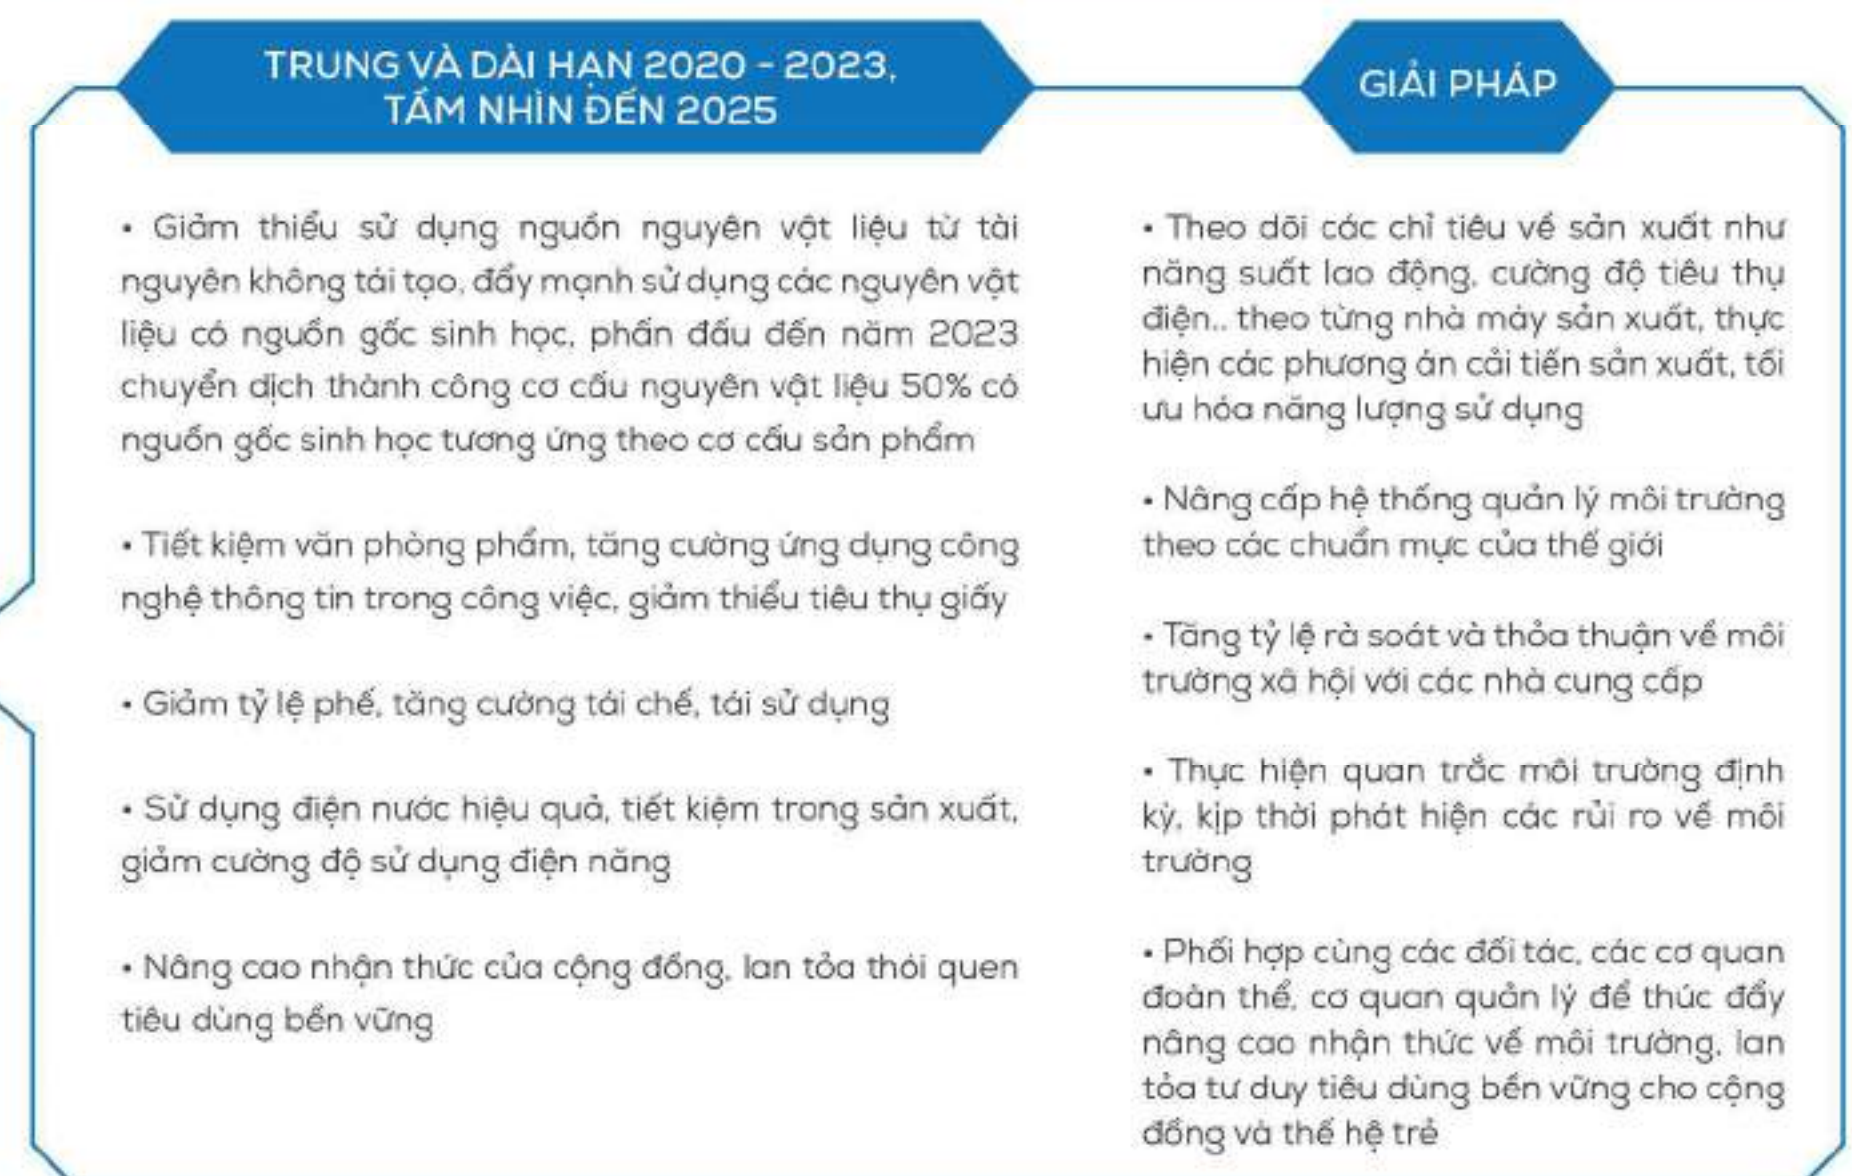 TRUNG VÀ DÀI HẠN 2020 - 2023,
TẦM NHÌN ĐẾN 2025
• Giảm thiểu sử dụng nguồn nguyên vật liệu từ tài
nguyên không tái tạo, đẩy mạnh sử dụng các nguyên vật
liệu có nguồn gốc sinh học, phấn đấu đến năm 2023
chuyển dịch thành công cơ cấu nguyên vật liệu 50% có
nguồn gốc sinh học tương ứng theo cơ cấu sản phẩm
• Tiết kiệm văn phòng phẩm, tăng cường ứng dụng công
nghệ thông tin trong công việc, giảm thiểu tiêu thụ giấy
• Giảm tỷ lệ phế, tăng cường tái chế, tái sử dụng
• Sử dụng điện nước hiệu quả, tiết kiệm trong sản xuất,
giảm cường độ sử dụng điện năng
• Nâng cao nhận thức của cộng đồng, lan tỏa thói quen
tiêu dùng bền vững
GIẢI PHÁP
• Theo dõi các chỉ tiêu về sản xuất như
năng suất lao động, cường độ tiêu thụ
điện.. theo từng nhà máy sản xuất, thực
hiện các phương án cải tiến sản xuất, tối
ưu hóa năng lượng sử dụng
• Nâng cấp hệ thống quản lý môi trường
theo các chuẩn mực của thế giới
• Tăng tỷ lệ rà soát và thỏa thuận về môi
trường xã hội với các nhà cung cấp
• Thực hiện quan trắc môi trường định
kỳ, kịp thời phát hiện các rủi ro về môi
trường
• Phối hợp cùng các đối tác, các cơ quan
đoàn thể, cơ quan quản lý để thúc đẩy
nâng cao nhận thức về môi trường, lan
tỏa tư duy tiêu dùng bền vững cho cộng
đồng và thế hệ trẻ